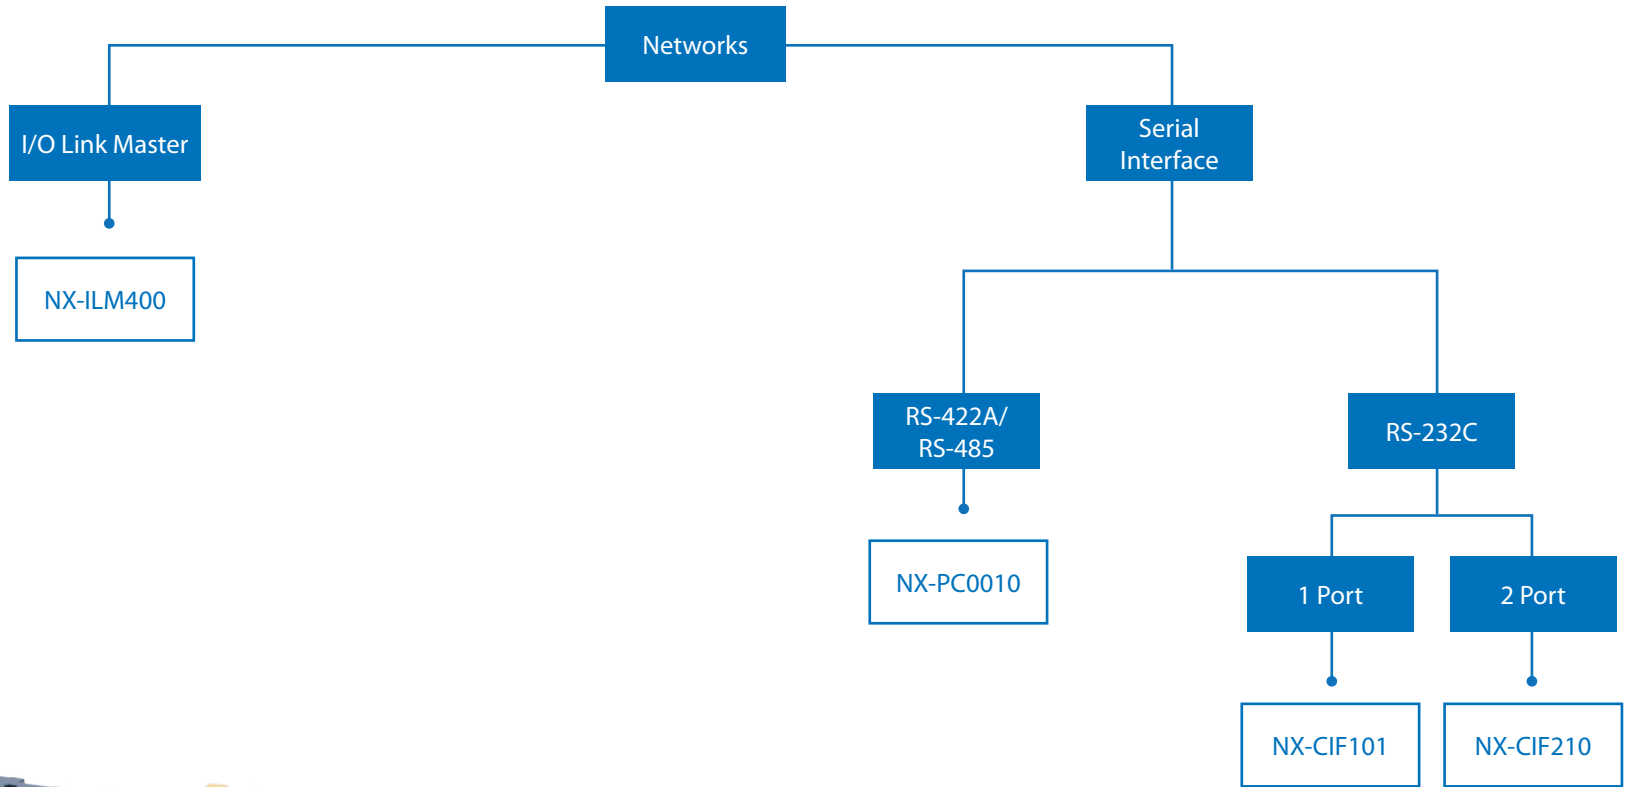 Networks
I/O Link Master
Serial
Interface
NX-ILM400
RS-422A/
RS-485
RS-232C
NX-PC0010
1 Port
2 Port
NX-CIF101
NX-CIF210